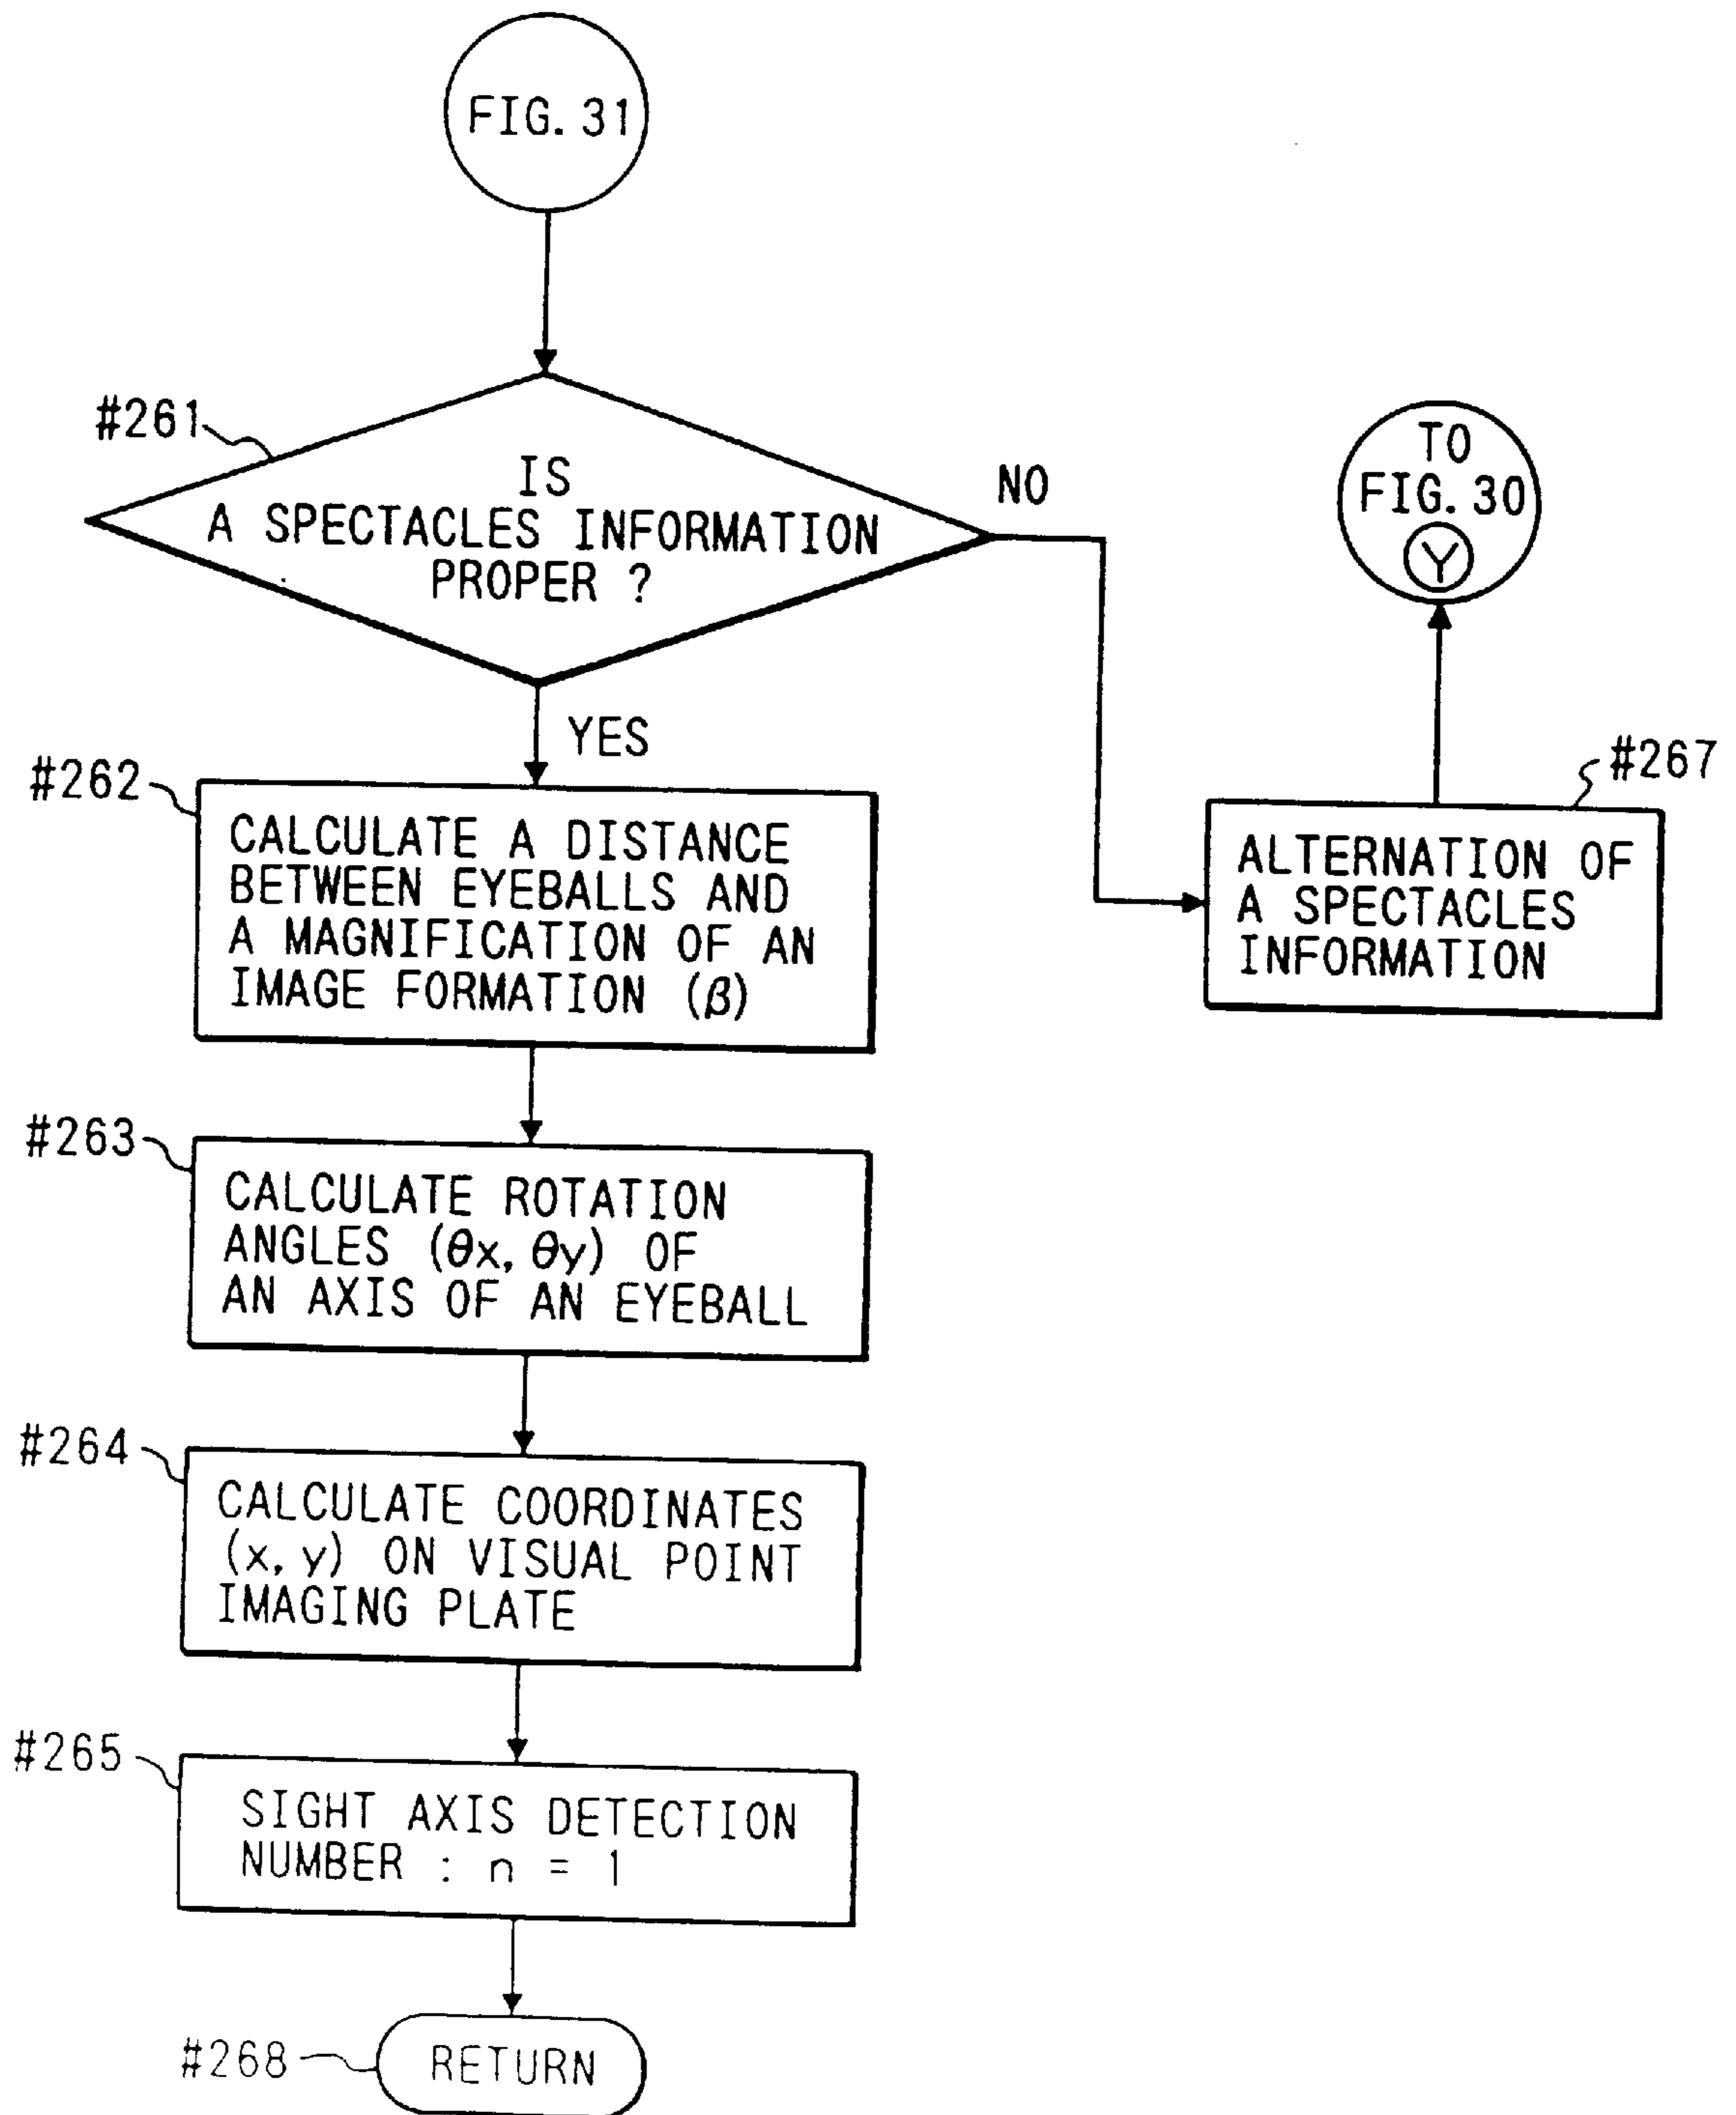 FIG. 31
#261
IS
A SPECTACLES INFORMATION
PROPER ?
NO
YES
TO
FIG. 30
Y
#267
ALTERNATION OF
A SPECTACLES
INFORMATION
#262
CALCULATE A DISTANCE
BETWEEN EYEBALLS AND
A MAGNIFICATION OF AN
IMAGE FORMATION (β)
#263
CALCULATE ROTATION
ANGLES (θx, θy) OF
AN AXIS OF AN EYEBALL
#264
CALCULATE COORDINATES
(x, y) ON VISUAL POINT
IMAGING PLATE
#265
SIGHT AXIS DETECTION
NUMBER : n = 1
#268
RETURN